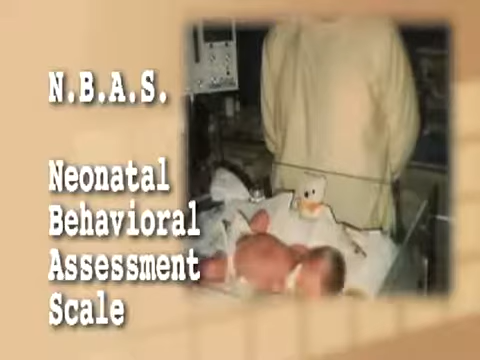 N.B.A.S.
Neonatal
Behavioral
Assessment
Scale